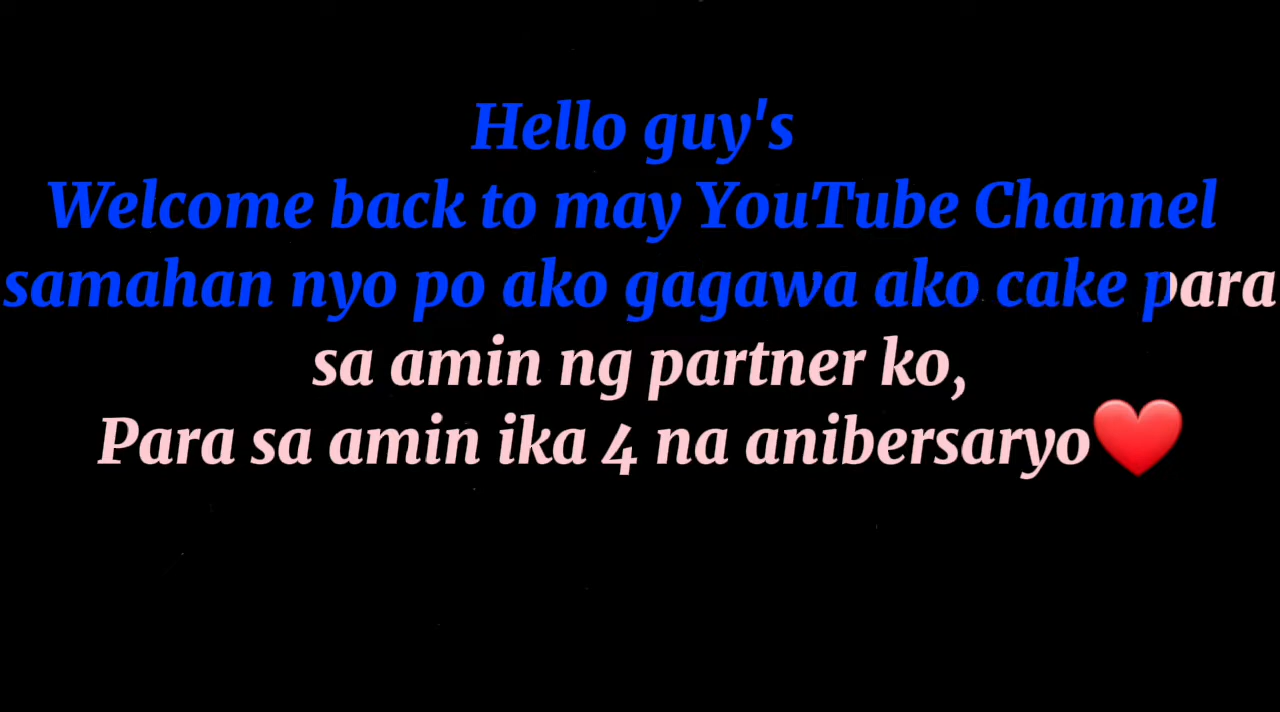 Hello guy's
Welcome back to may YouTube Channel
samahan nyo po ako gagawa ako cake para
sa amin ng partner ko,
Para sa amin ika 4 na anibersaryo❤️